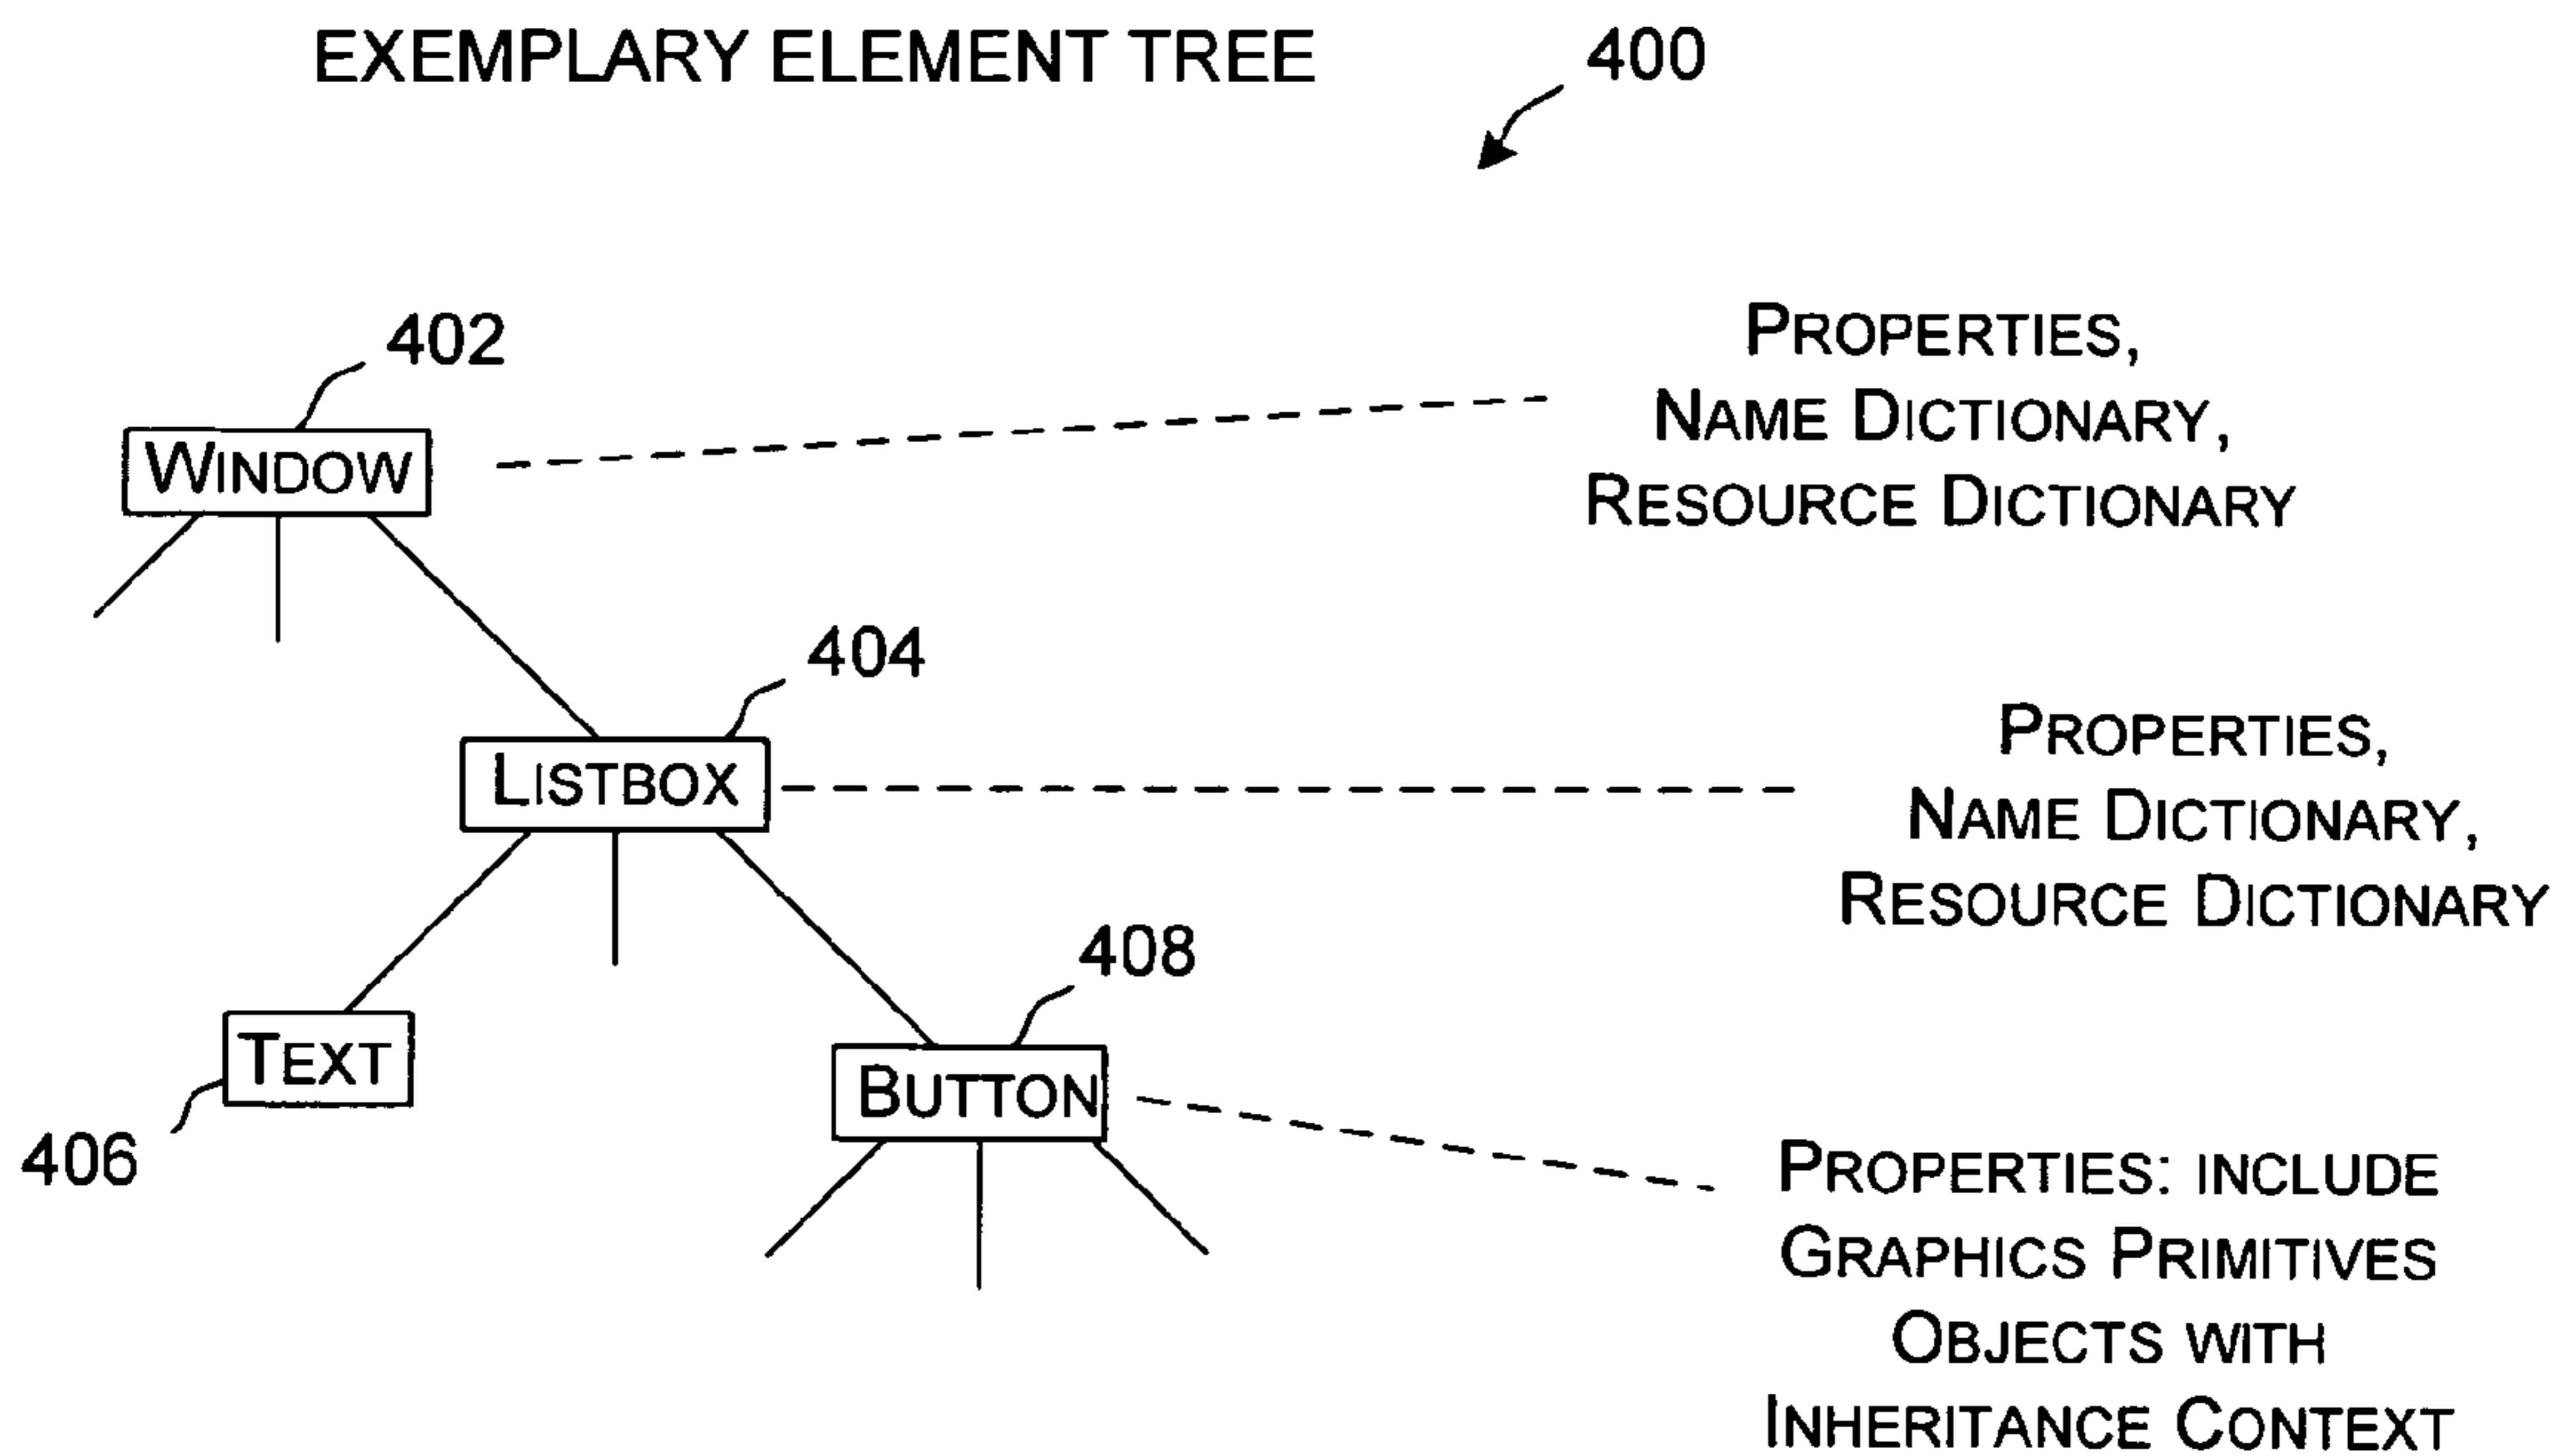 EXEMPLARY ELEMENT TREE
400
402
WINDOW
PROPERTIES,
NAME DICTIONARY,
RESOURCE DICTIONARY
404
LISTBOX
PROPERTIES,
NAME DICTIONARY,
RESOURCE DICTIONARY
408
TEXT
406
BUTTON
PROPERTIES: INCLUDE
GRAPHICS PRIMITIVES
OBJECTS WITH
INHERITANCE CONTEXT